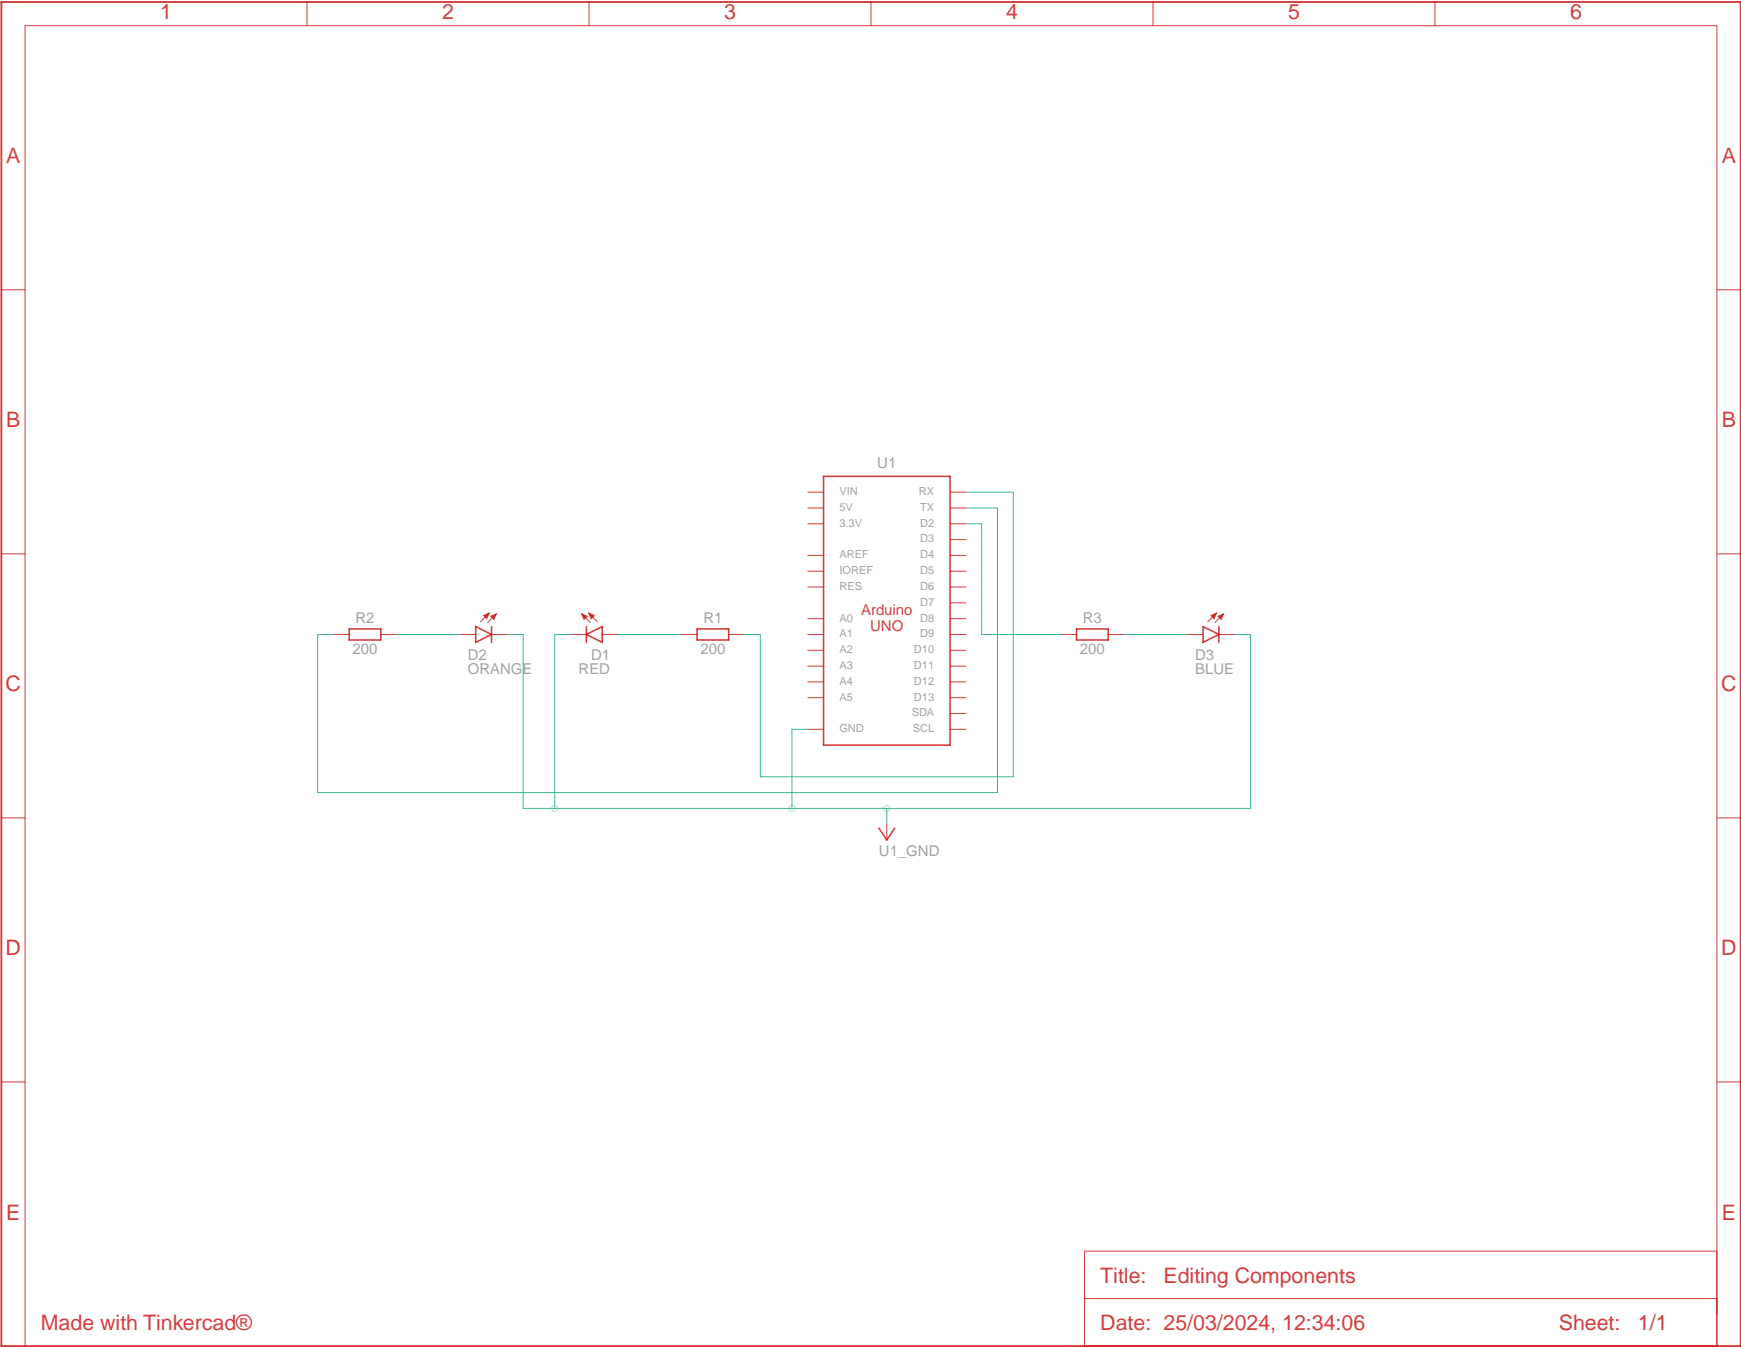 1 2 3 4 5 6
A A
B B
U1
VIN RX
5V TX
3.3V D2
D3
AREF D4
IOREF D5
RES D6
D7
Arduino
UNO
A0 D8
A1 D9
A2 D10
A3 D11
A4 D12
A5 D13
SDA
GND SCL
R2
200
D2
ORANGE
D1
RED
R1
200
R3
200
D3
BLUE
C C
U1_GND
D D
E E
Title: Editing Components
Made with Tinkercad®
Date: 25/03/2024, 12:34:06 Sheet: 1/1